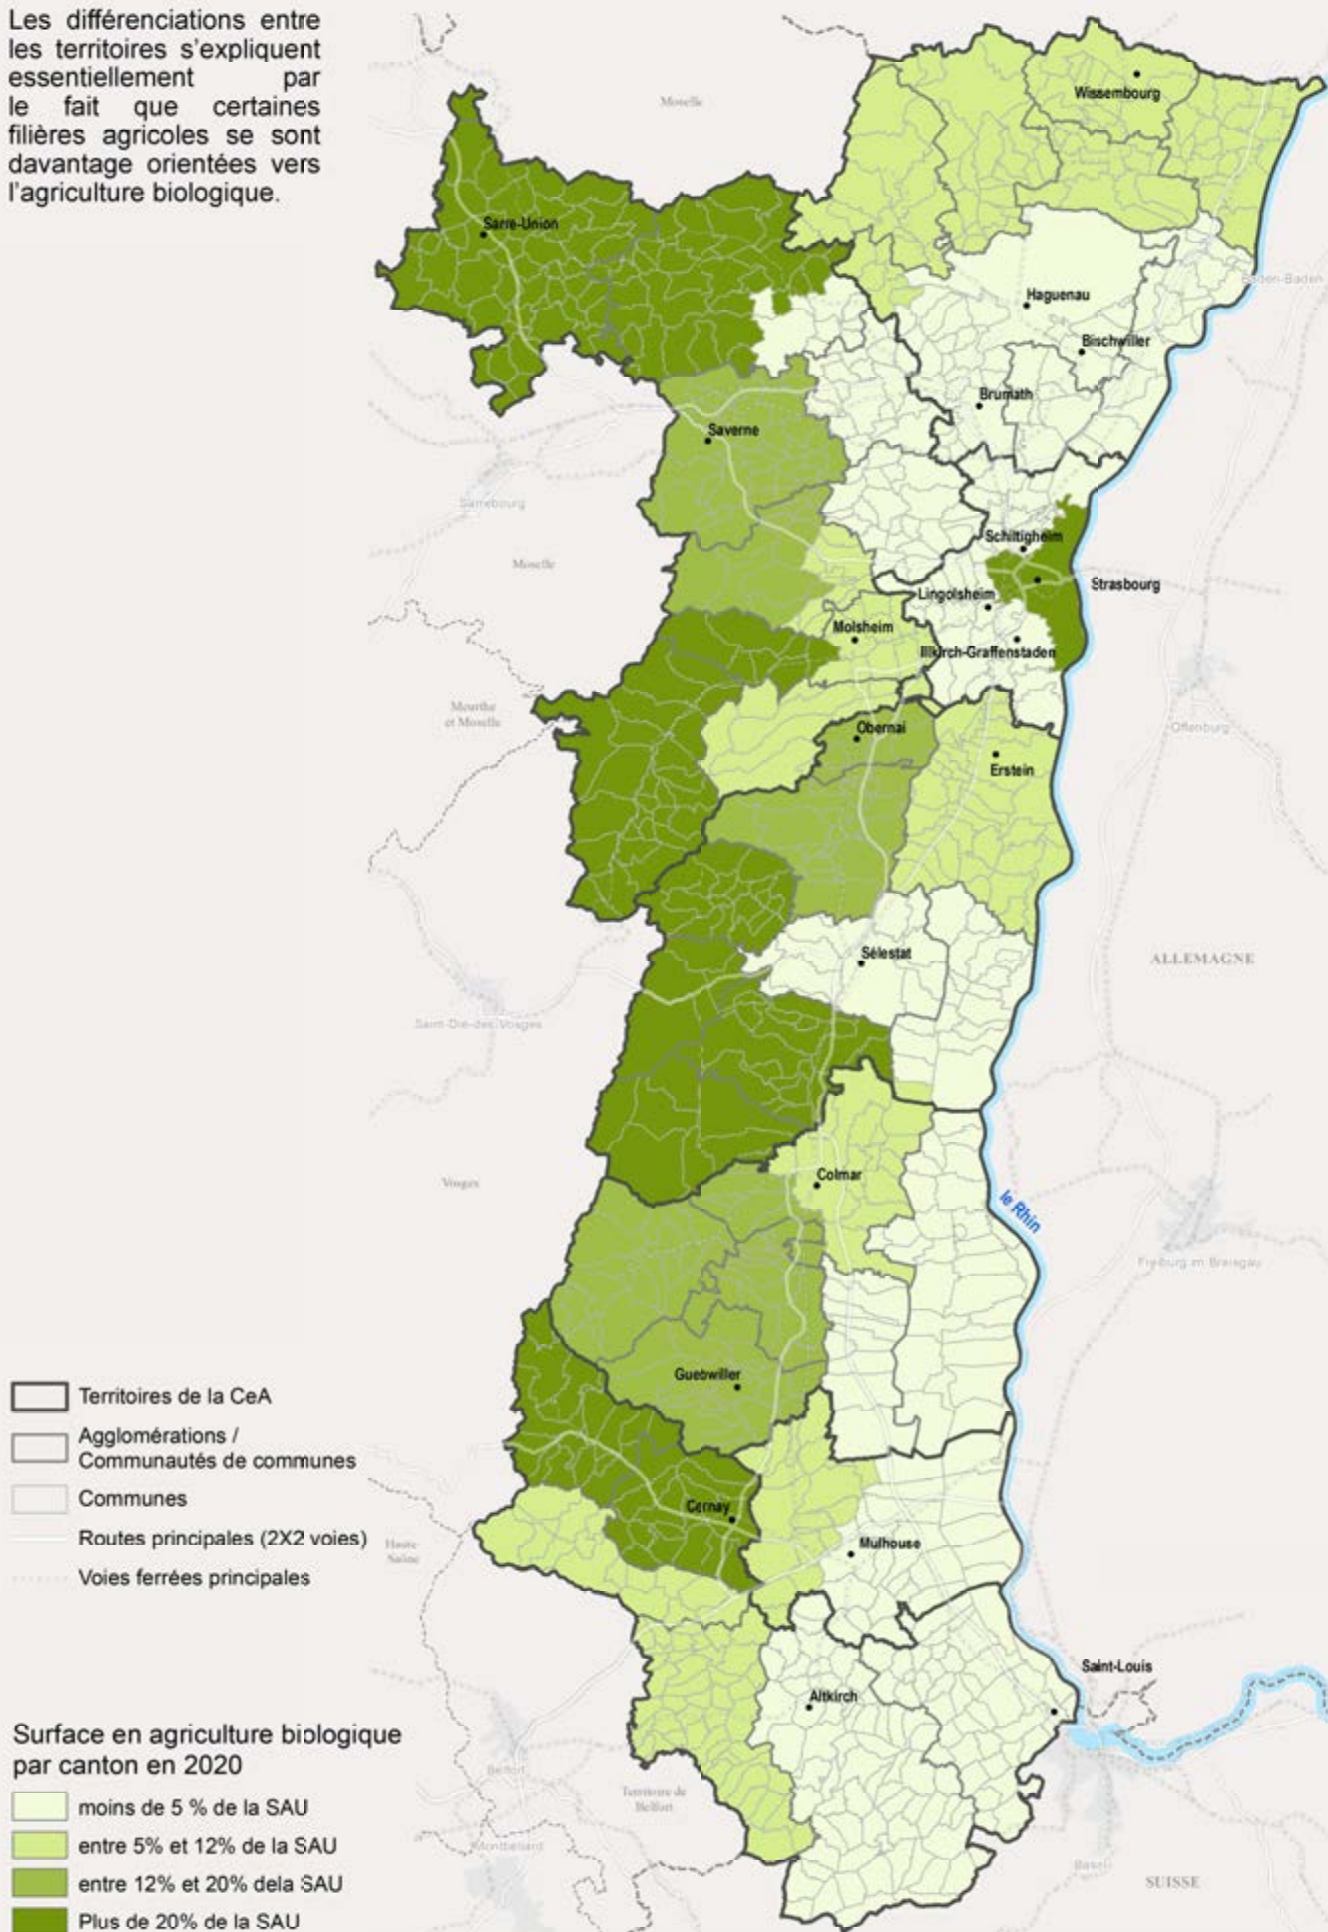 Les différenciations entre
les territoires s'expliquent
essentiellement par
le fait que certaines
filières agricoles se sont
davantage orientées vers
l'agriculture biologique.
Moselle
Wissembourg
Sarre-Union
Baden-Baden
Haguenau
Bischwiller
Brumath
Saverne
Sarrebourg
Schiltigheim
Moselle
Strasbourg
Lingolsheim
Molsheim
Illkirch-Graffenstaden
Meurthe
et Moselle
Offenburg
Obernai
Erstein
Sélestat
ALLEMAGNE
Saint-Dié-des-Vosges
Colmar
Vosges
le Rhin
Freiburg im Breisgau
Guebwiller
Territoires de la CeA
Agglomérations /
Communautés de communes
Communes
Routes principales (2X2 voies)
Voies ferrées principales
Cernay
Haute-
Saône
Mulhouse
Saint-Louis
Altkirch
Surface en agriculture biologique
par canton en 2020
Belfort
Territoire de
Belfort
moins de 5 % de la SAU
entre 5% et 12% de la SAU
Montbéliard
Basel
entre 12% et 20% dela SAU
SUISSE
Plus de 20% de la SAU